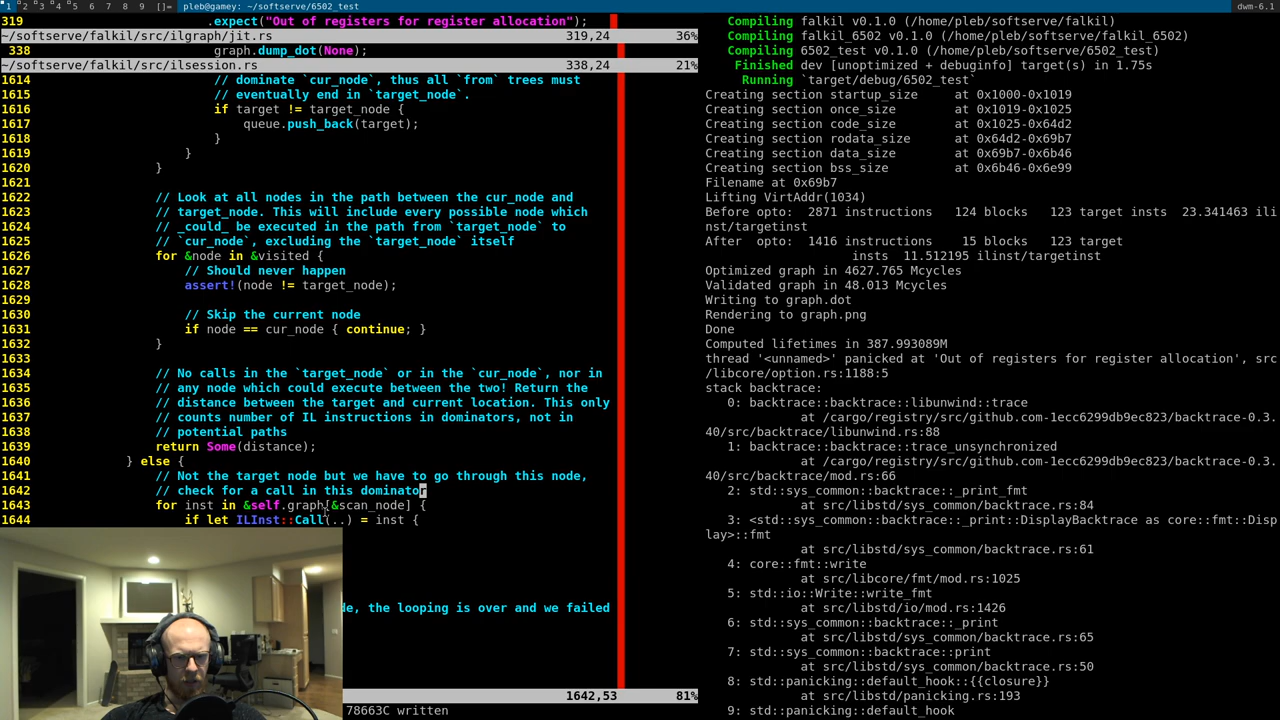 1 2 3 4 5 6 7 8 9 []= pleb@gamey: ~/softserve/6502_test dwm-6.1
319 .expect("Out of registers for register allocation");
~/softserve/falkil/src/ilgraph/jit.rs 319,24 36%
338 graph.dump_dot(None);
~/softserve/falkil/src/ilsession.rs 338,24 21%
1614 // dominate `cur_node`, thus all `from` trees must
1615 // eventually end in `target_node`.
1616 if target != target_node {
1617 queue.push_back(target);
1618 }
1619 }
1620 }
1621
1622 // Look at all nodes in the path between the cur_node and
1623 // target_node. This will include every possible node which
1624 // _could_ be executed in the path from `target_node` to
1625 // `cur_node`, excluding the `target_node` itself
1626 for &node in &visited {
1627 // Should never happen
1628 assert!(node != target_node);
1629
1630 // Skip the current node
1631 if node == cur_node { continue; }
1632 }
1633
1634 // No calls in the `target_node` or in the `cur_node`, nor in
1635 // any node which could execute between the two! Return the
1636 // distance between the target and current location. This only
1637 // counts number of IL instructions in dominators, not in
1638 // potential paths
1639 return Some(distance);
1640 } else {
1641 // Not the target node but we have to go through this node,
1642 // check for a call in this dominator
1643 for inst in &self.graph[&scan_node] {
1644 if let ILInst::Call(..) = inst {
de, the looping is over and we failed
1642,53 81%
78663C written
Compiling falkil v0.1.0 (/home/pleb/softserve/falkil)
Compiling falkil_6502 v0.1.0 (/home/pleb/softserve/falkil_6502)
Compiling 6502_test v0.1.0 (/home/pleb/softserve/6502_test)
Finished dev [unoptimized + debuginfo] target(s) in 1.75s
Running `target/debug/6502_test`
Creating section startup_size at 0x1000-0x1019
Creating section once_size at 0x1019-0x1025
Creating section code_size at 0x1025-0x64d2
Creating section rodata_size at 0x64d2-0x69b7
Creating section data_size at 0x69b7-0x6b46
Creating section bss_size at 0x6b46-0x6e99
Filename at 0x69b7
Lifting VirtAddr(1034)
Before opto: 2871 instructions 124 blocks 123 target insts 23.341463 ili
nst/targetinst
After opto: 1416 instructions 15 blocks 123 target
insts 11.512195 ilinst/targetinst
Optimized graph in 4627.765 Mcycles
Validated graph in 48.013 Mcycles
Writing to graph.dot
Rendering to graph.png
Done
Computed lifetimes in 387.993089M
thread '<unnamed>' panicked at 'Out of registers for register allocation', src
/libcore/option.rs:1188:5
stack backtrace:
0: backtrace::backtrace::libunwind::trace
at /cargo/registry/src/github.com-1ecc6299db9ec823/backtrace-0.3.
40/src/backtrace/libunwind.rs:88
1: backtrace::backtrace::trace_unsynchronized
at /cargo/registry/src/github.com-1ecc6299db9ec823/backtrace-0.3.
40/src/backtrace/mod.rs:66
2: std::sys_common::backtrace::_print_fmt
at src/libstd/sys_common/backtrace.rs:77
3: <std::sys_common::backtrace::_print::DisplayBacktrace as core::fmt::Disp
lay>::fmt
at src/libstd/sys_common/backtrace.rs:61
4: core::fmt::write
at src/libcore/fmt/mod.rs:1025
5: std::io::Write::write_fmt
at src/libstd/io/mod.rs:1426
6: std::sys_common::backtrace::_print
at src/libstd/sys_common/backtrace.rs:65
7: std::sys_common::backtrace::print
at src/libstd/sys_common/backtrace.rs:50
8: std::panicking::default_hook::{{closure}}
at src/libstd/panicking.rs:193
9: std::panicking::default_hook